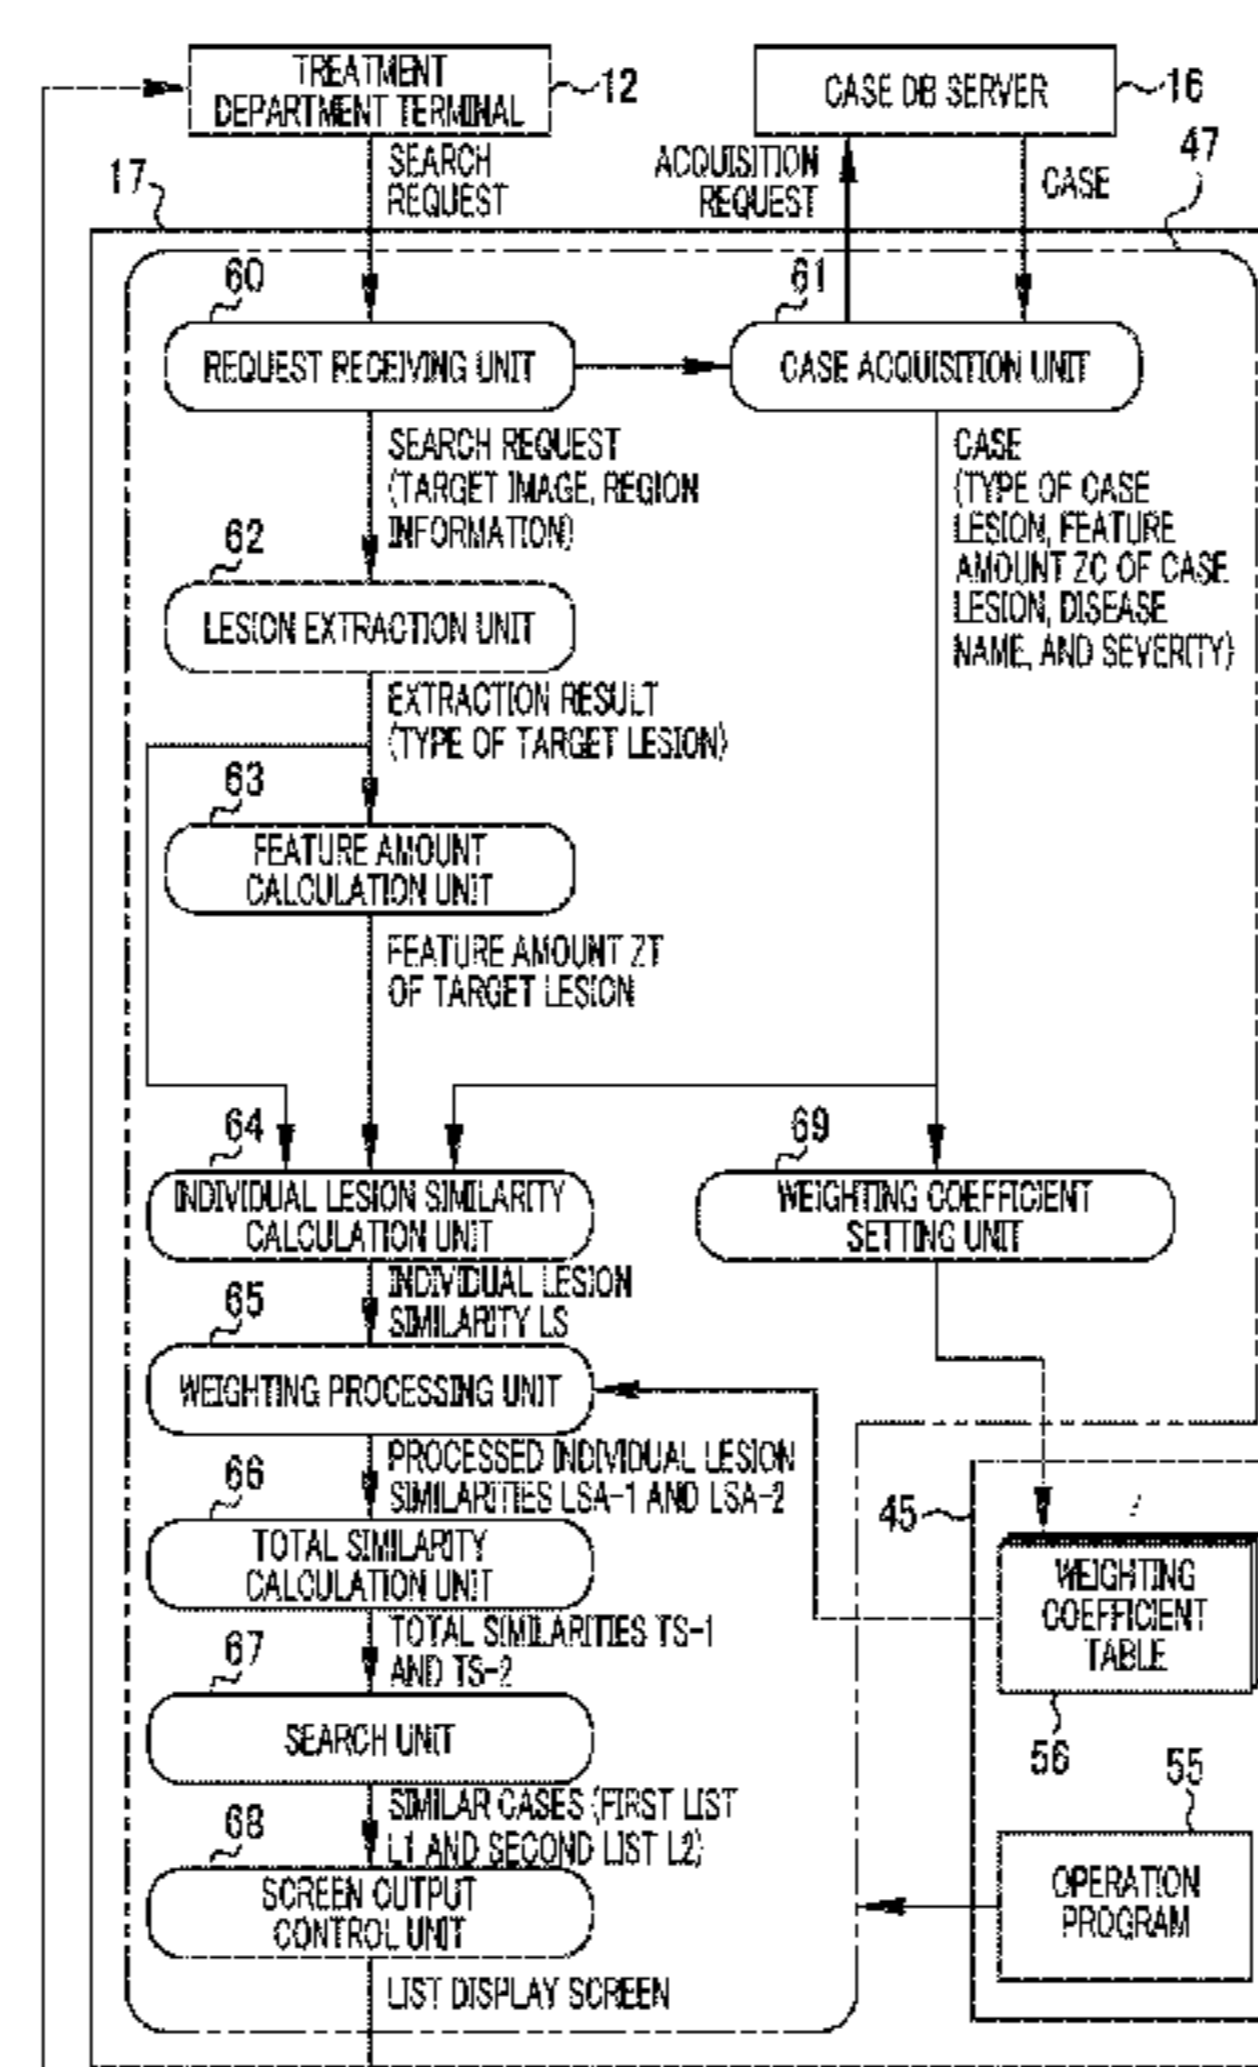 TREATMENT
DEPARTMENT TERMINAL
12
CASE DB SERVER
16
SEARCH
REQUEST
ACQUISITION
REQUEST
CASE
47
17
60
REQUEST RECEIVING UNIT
61
CASE ACQUISITION UNIT
SEARCH REQUEST
(TARGET IMAGE, REGION
INFORMATION)
CASE
(TYPE OF CASE
LESION, FEATURE
AMOUNT ZC OF CASE
LESION, DISEASE
NAME, AND SEVERITY)
62
LESION EXTRACTION UNIT
EXTRACTION RESULT
(TYPE OF TARGET LESION)
63
FEATURE AMOUNT
CALCULATION UNIT
FEATURE AMOUNT ZT
OF TARGET LESION
64
INDIVIDUAL LESION SIMILARITY
CALCULATION UNIT
69
WEIGHTING COEFFICIENT
SETTING UNIT
INDIVIDUAL LESION
SIMILARITY LS
65
WEIGHTING PROCESSING UNIT
PROCESSED INDIVIDUAL LESION
SIMILARITIES LSA-1 AND LSA-2
66
TOTAL SIMILARITY
CALCULATION UNIT
45
WEIGHTING
COEFFICIENT
TABLE
56
TOTAL SIMILARITIES TS-1
AND TS-2
67
SEARCH UNIT
SIMILAR CASES (FIRST LIST
L1 AND SECOND LIST L2)
68
SCREEN OUTPUT
CONTROL UNIT
55
OPERATION
PROGRAM
LIST DISPLAY SCREEN